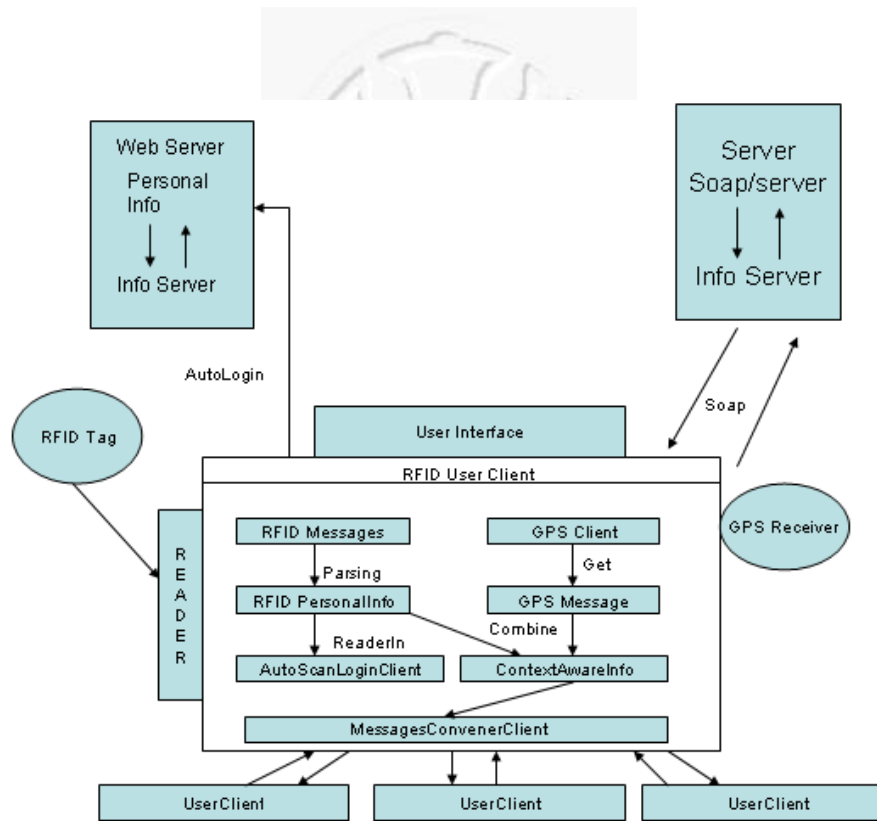 Web Server
Personal
Info
Info Server
Server
Soap/server
Info Server
AutoLogin
Soap
RFID Tag
User Interface
RFID User Client
GPS Receiver
READER
RFID Messages
GPS Client
Parsing
Get
RFID PersonalInfo
GPS Message
ReaderIn
Combine
AutoScanLoginClient
ContextAwareInfo
MessagesConvenerClient
UserClient
UserClient
UserClient